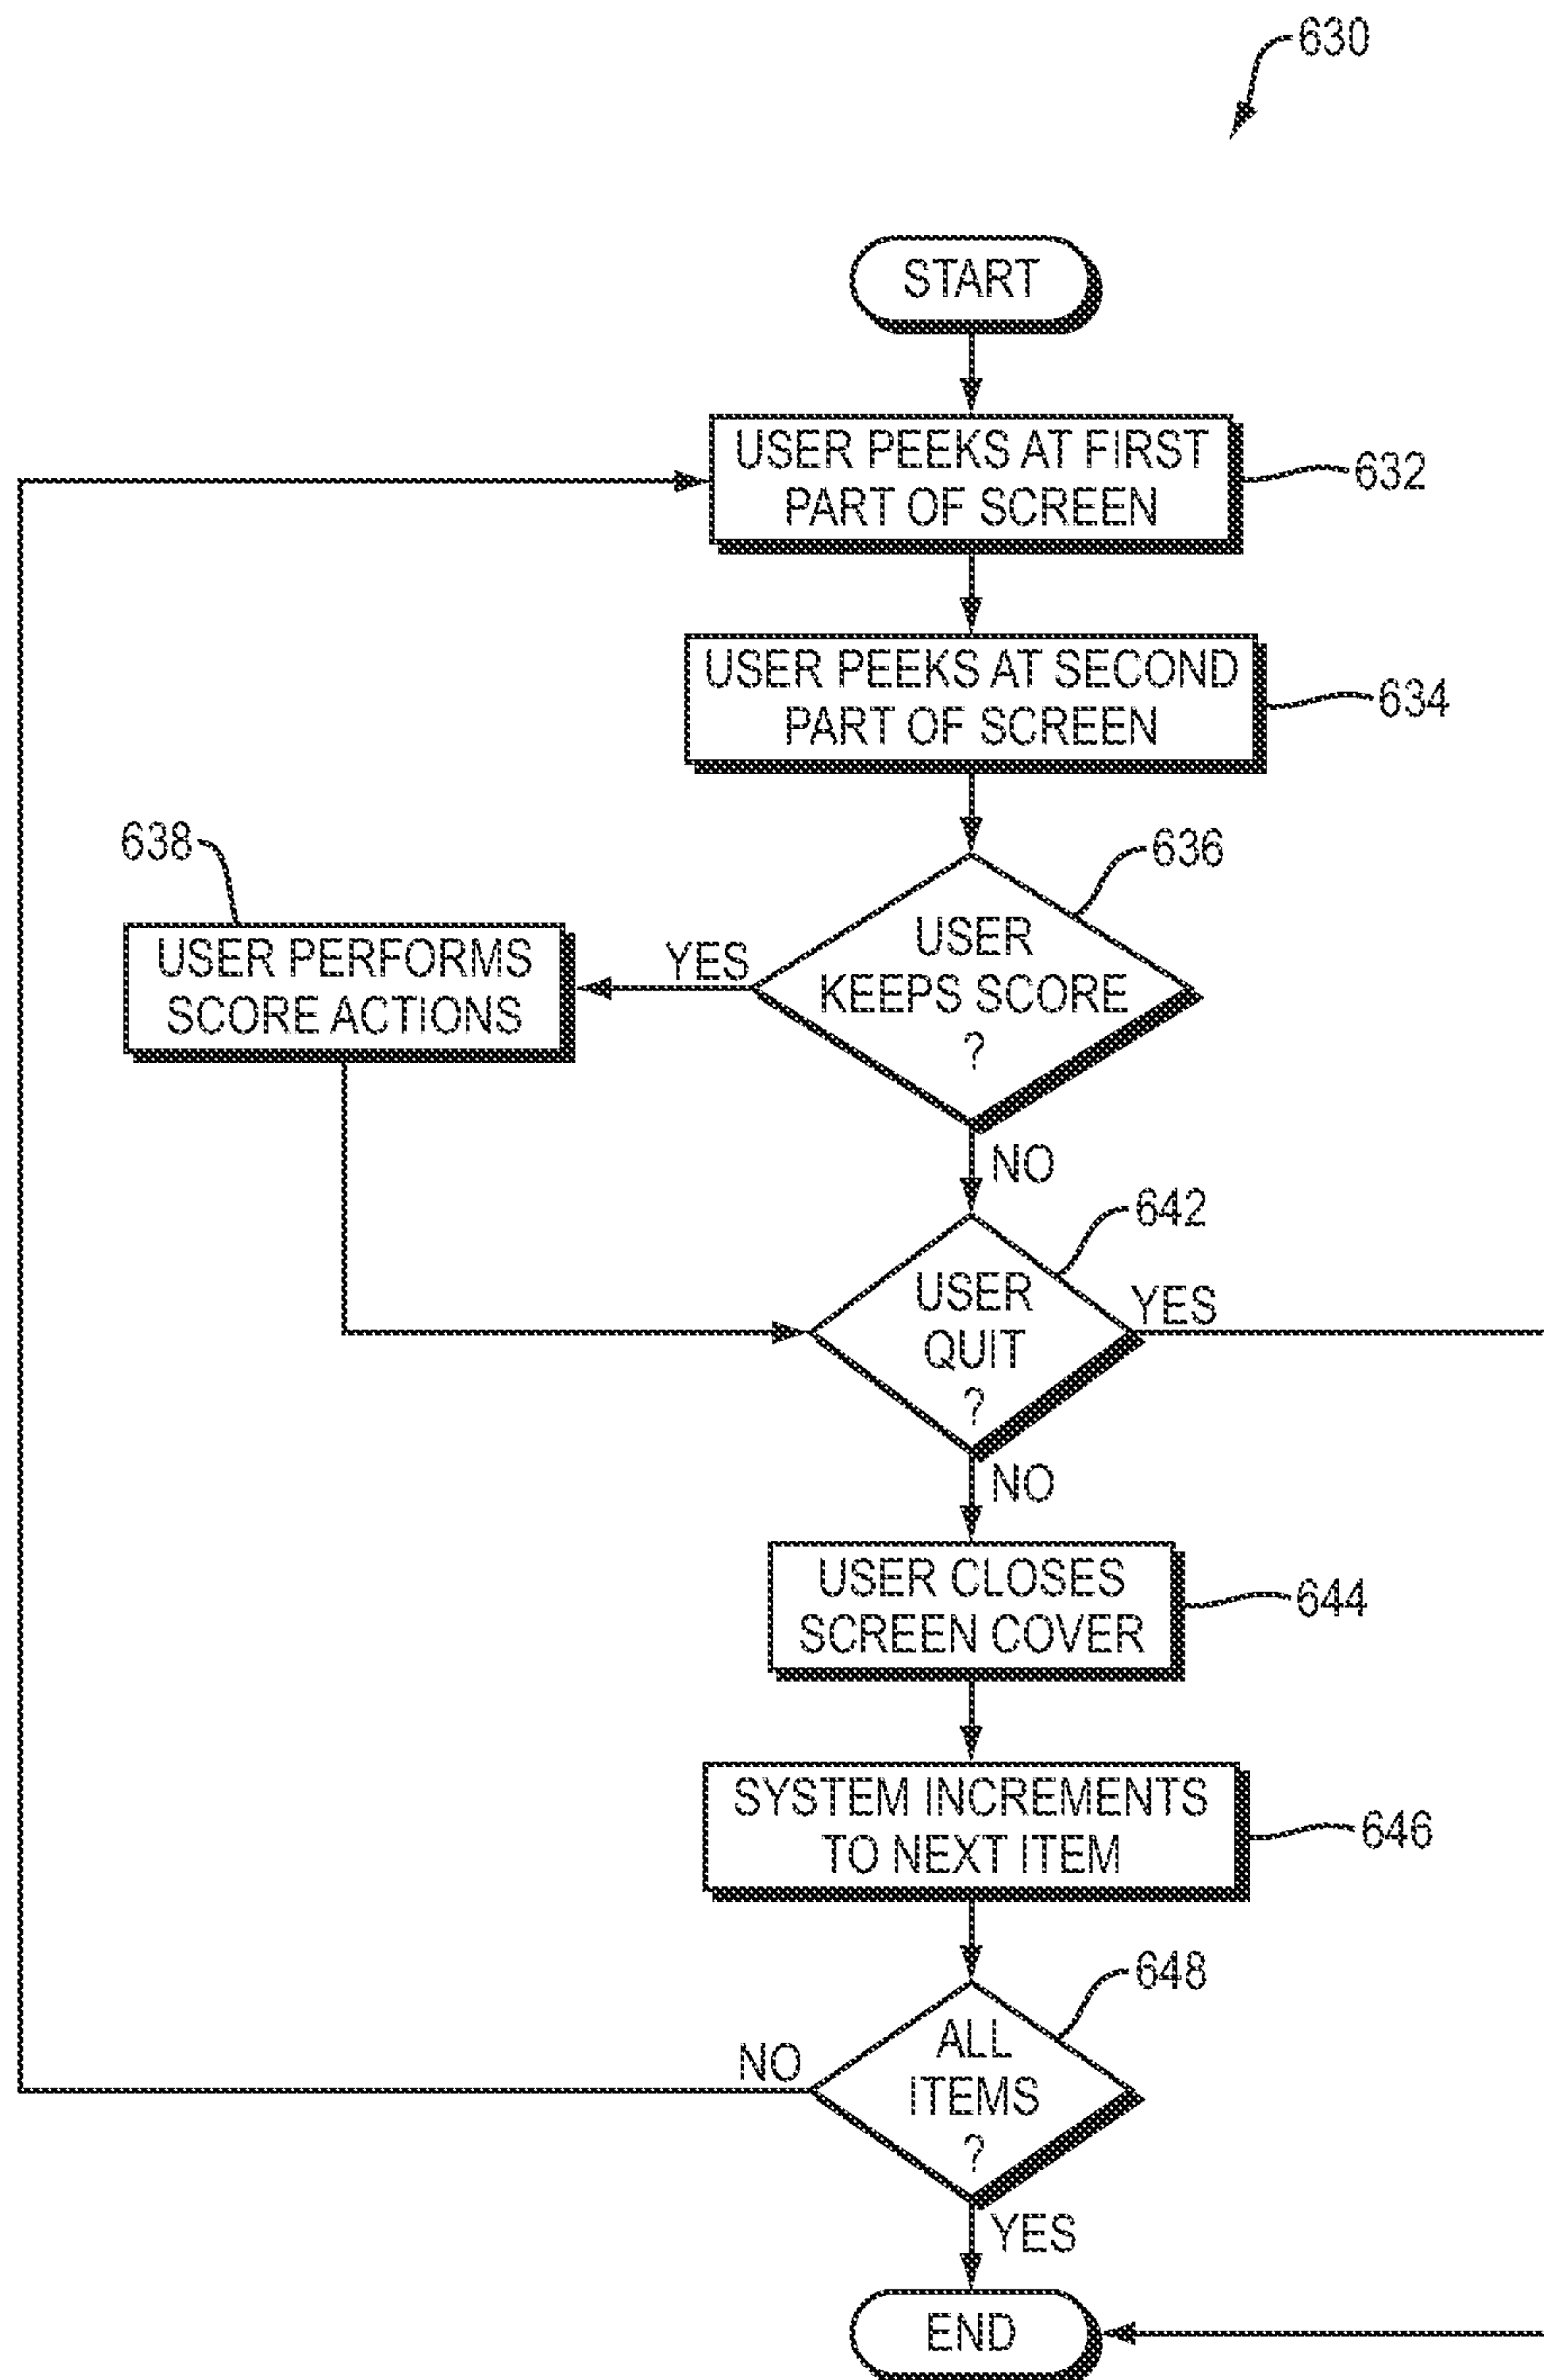 630
START
USER PEEKS AT FIRST
PART OF SCREEN
632
USER PEEKS AT SECOND
PART OF SCREEN
634
638
636
USER PERFORMS
SCORE ACTIONS
YES
USER
KEEPS SCORE
?
NO
642
USER
QUIT
?
YES
NO
USER CLOSES
SCREEN COVER
644
SYSTEM INCREMENTS
TO NEXT ITEM
646
648
NO
ALL
ITEMS
?
YES
END